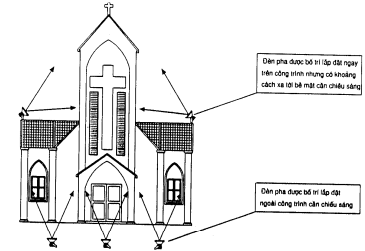 Đèn pha được bố trí lắp đặt ngay
trên công trình nhưng có khoảng
cách xa tới bề mặt cần chiếu sáng
Đèn pha được bố trí lắp đặt
ngoài công trình cần chiếu sáng